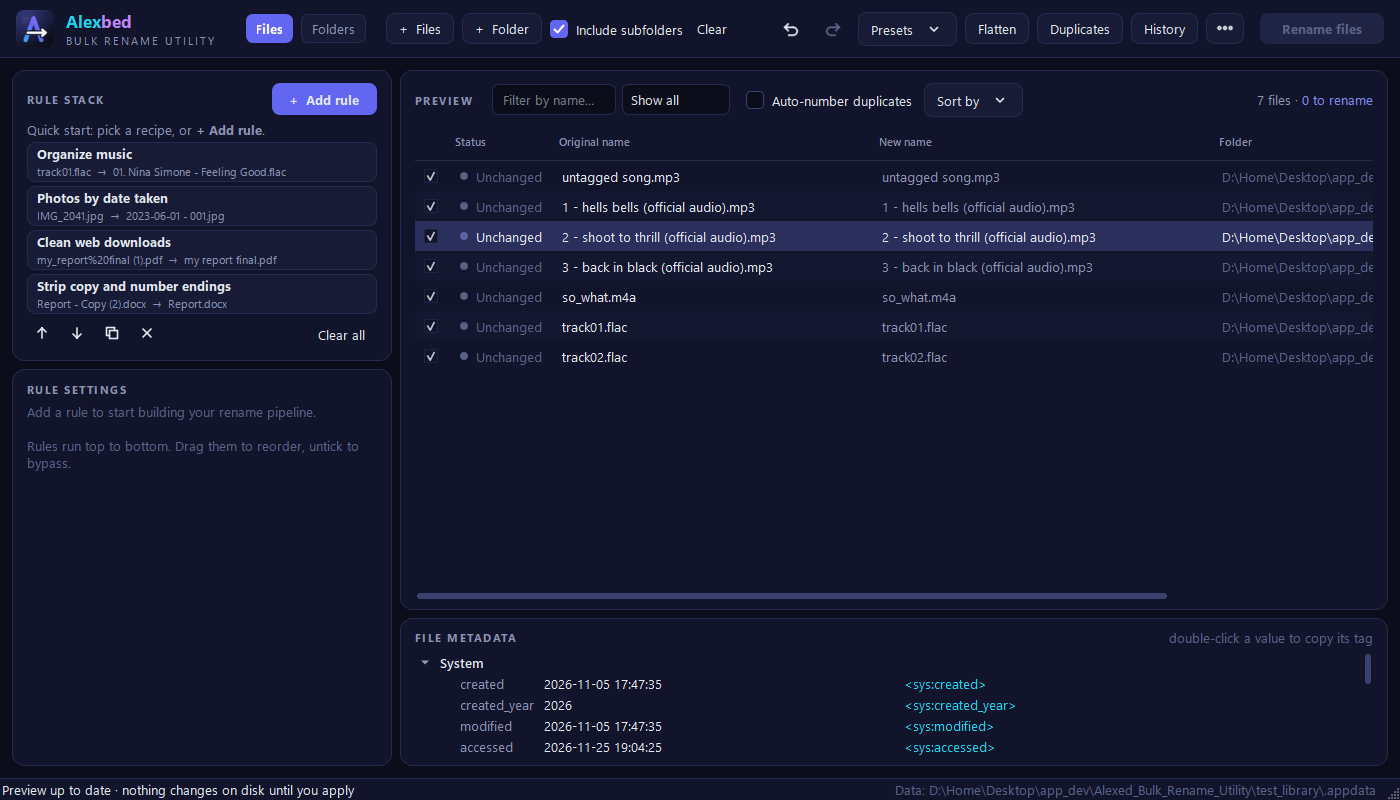 Alexbed
BULK RENAME UTILITY
Files Folders + Files + Folder Include subfolders Clear Presets Flatten Duplicates History ••• Rename files
RULE STACK + Add rule
Quick start: pick a recipe, or + Add rule.
Organize music
track01.flac → 01. Nina Simone - Feeling Good.flac
Photos by date taken
IMG_2041.jpg → 2023-06-01 - 001.jpg
Clean web downloads
my_report%20final (1).pdf → my report final.pdf
Strip copy and number endings
Report - Copy (2).docx → Report.docx
Clear all
RULE SETTINGS
Add a rule to start building your rename pipeline.
Rules run top to bottom. Drag them to reorder, untick to
bypass.
PREVIEW Filter by name... Show all Auto-number duplicates Sort by 7 files · 0 to rename
Status Original name New name Folder
Unchanged untagged song.mp3 untagged song.mp3 D:\Home\Desktop\app_de
Unchanged 1 - hells bells (official audio).mp3 1 - hells bells (official audio).mp3 D:\Home\Desktop\app_de
Unchanged 2 - shoot to thrill (official audio).mp3 2 - shoot to thrill (official audio).mp3 D:\Home\Desktop\app_de
Unchanged 3 - back in black (official audio).mp3 3 - back in black (official audio).mp3 D:\Home\Desktop\app_de
Unchanged so_what.m4a so_what.m4a D:\Home\Desktop\app_de
Unchanged track01.flac track01.flac D:\Home\Desktop\app_de
Unchanged track02.flac track02.flac D:\Home\Desktop\app_de
FILE METADATA double-click a value to copy its tag
System
created 2026-11-05 17:47:35 <sys:created>
created_year 2026 <sys:created_year>
modified 2026-11-05 17:47:35 <sys:modified>
accessed 2026-11-25 19:04:25 <sys:accessed>
Preview up to date · nothing changes on disk until you apply Data: D:\Home\Desktop\app_dev\Alexed_Bulk_Rename_Utility\test_library\.appdata